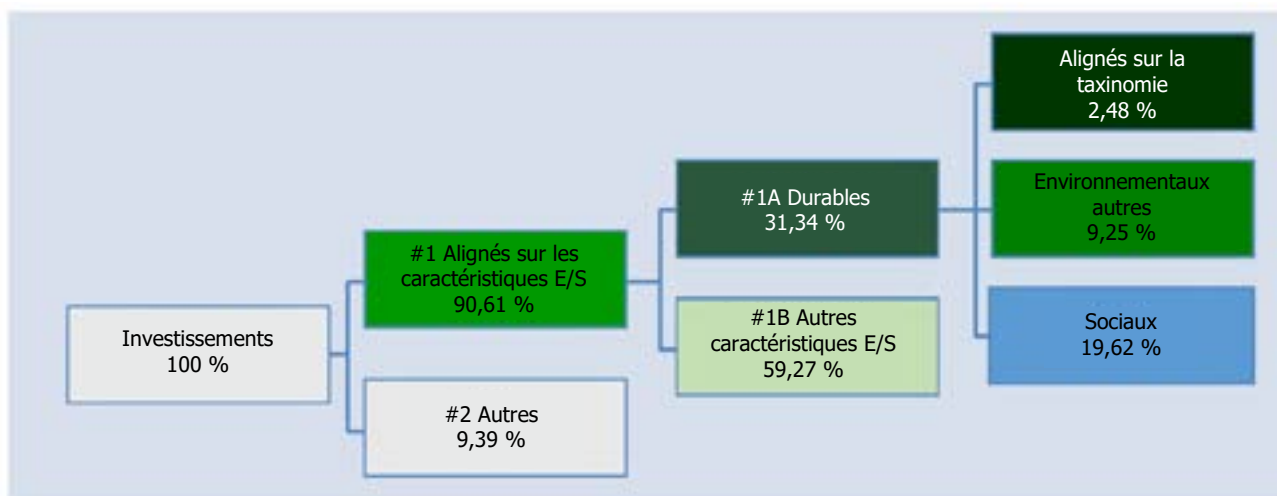 Investissements
100 %
#1 Alignés sur les
caractéristiques E/S
90,61 %
#2 Autres
9,39 %
#1A Durables
31,34 %
#1B Autres
caractéristiques E/S
59,27 %
Alignés sur la
taxinomie
2,48 %
Environnementaux
autres
9,25 %
Sociaux
19,62 %